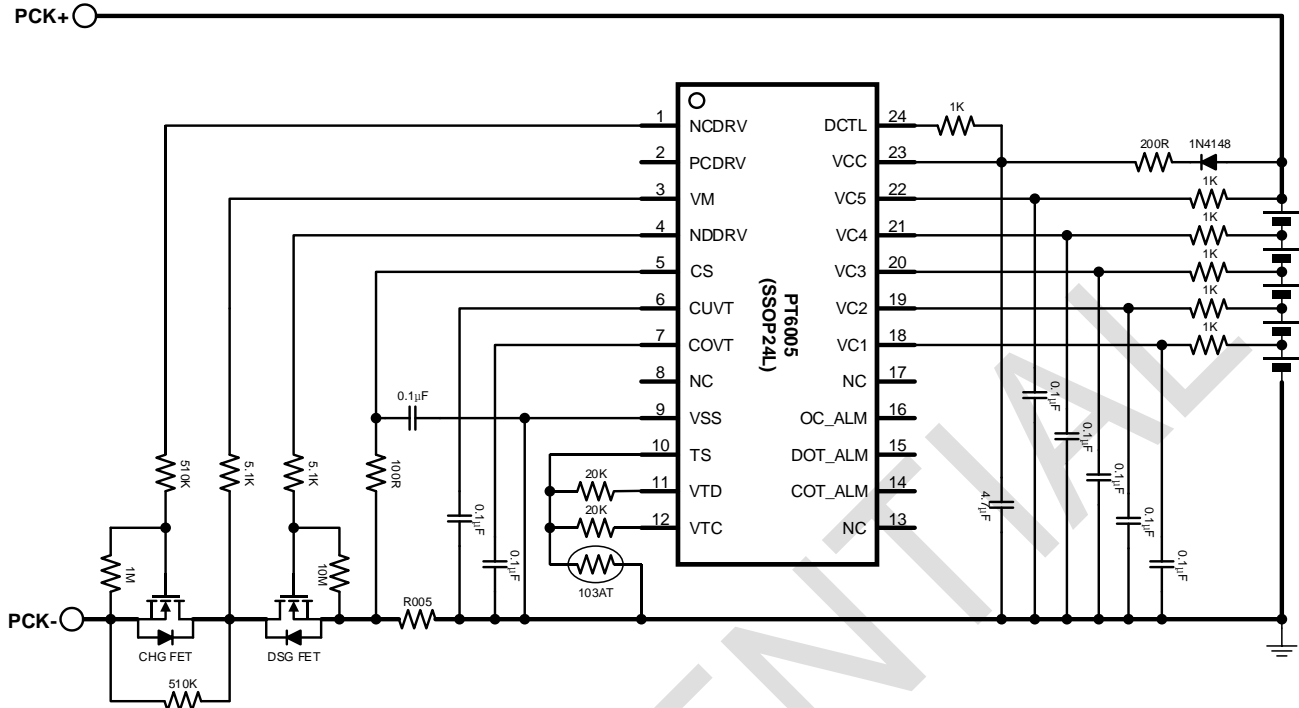 PCK+
1 NCDRV
2 PCDRV
3 VM
4 NDDRV
5 CS
6 CUVT
7 COVT
8 NC
9 VSS
10 TS
11 VTD
12 VTC
PT6005
(SSOP24L)
DCTL 24
VCC 23
VC5 22
VC4 21
VC3 20
VC2 19
VC1 18
NC 17
OC_ALM 16
DOT_ALM 15
COT_ALM 14
NC 13
1K
200R
1N4148
1K
1K
1K
1K
1K
0.1µF
0.1µF
0.1µF
0.1µF
0.1µF
4.7µF
0.1µF
510K
5.1K
5.1K
100R
20K
20K
103AT
0.1µF
0.1µF
1M
10M
R005
PCK-
CHG FET
DSG FET
510K
ENTIAL